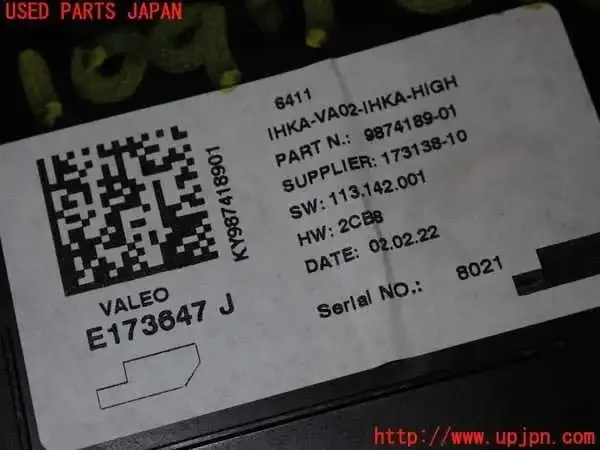 USED PARTS JAPAN
6411
IHKA-VA02-IHKA-HIGH
PART N.: 9874189-01
SUPPLIER: 173138-10
SW: 113.142.001
HW: 2CB8
DATE: 02.02.22
Serial NO.: 8021
KY987418901
VALEO
E173647 J
http://www.upjpn.com/